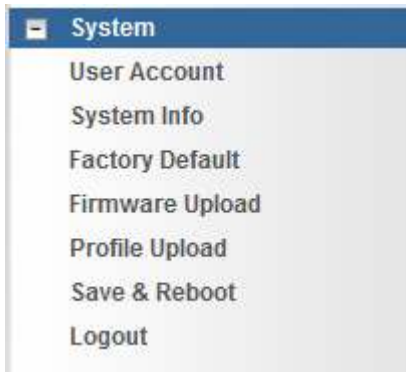 System
User Account
System Info
Factory Default
Firmware Upload
Profile Upload
Save & Reboot
Logout